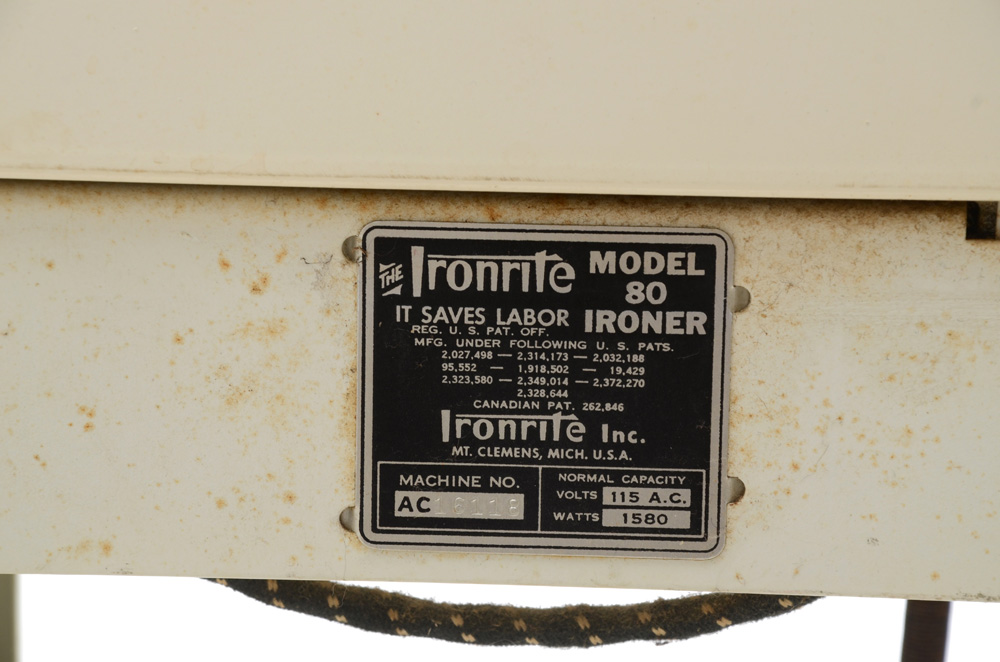 THE Ironrite MODEL
80
IT SAVES LABOR IRONER
REG. U. S. PAT. OFF.
MFG. UNDER FOLLOWING U. S. PATS.
2,027,498 — 2,314,173 — 2,032,188
95,552 — 1,918,502 — 19,429
2,323,580 — 2,349,014 — 2,372,270
2,328,644
CANADIAN PAT. 262,846
Ironrite Inc.
MT. CLEMENS, MICH. U.S.A.
MACHINE NO.
AC
NORMAL CAPACITY
VOLTS 115 A.C.
WATTS 1580